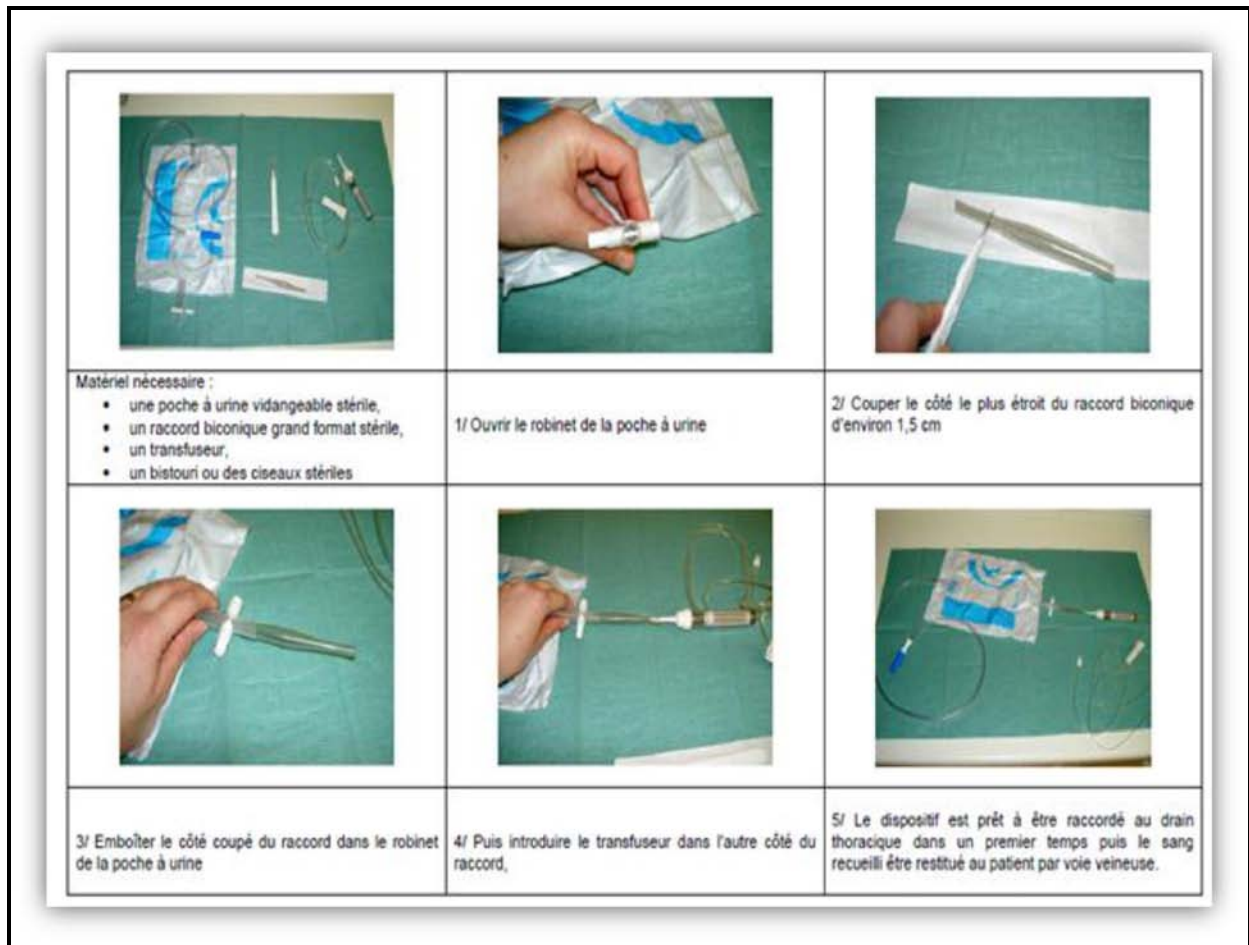 Matériel nécessaire :
• une poche à urine vidangeable stérile,
• un raccord biconique grand format stérile,
• un transfuseur,
• un bistouri ou des ciseaux stériles
1/ Ouvrir le robinet de la poche à urine
2/ Couper le côté le plus étroit du raccord biconique
d'environ 1,5 cm
3/ Emboîter le côté coupé du raccord dans le robinet
de la poche à urine
4/ Puis introduire le transfuseur dans l'autre côté du
raccord,
5/ Le dispositif est prêt à être raccordé au drain
thoracique dans un premier temps puis le sang
recueilli être restitué au patient par voie veineuse.